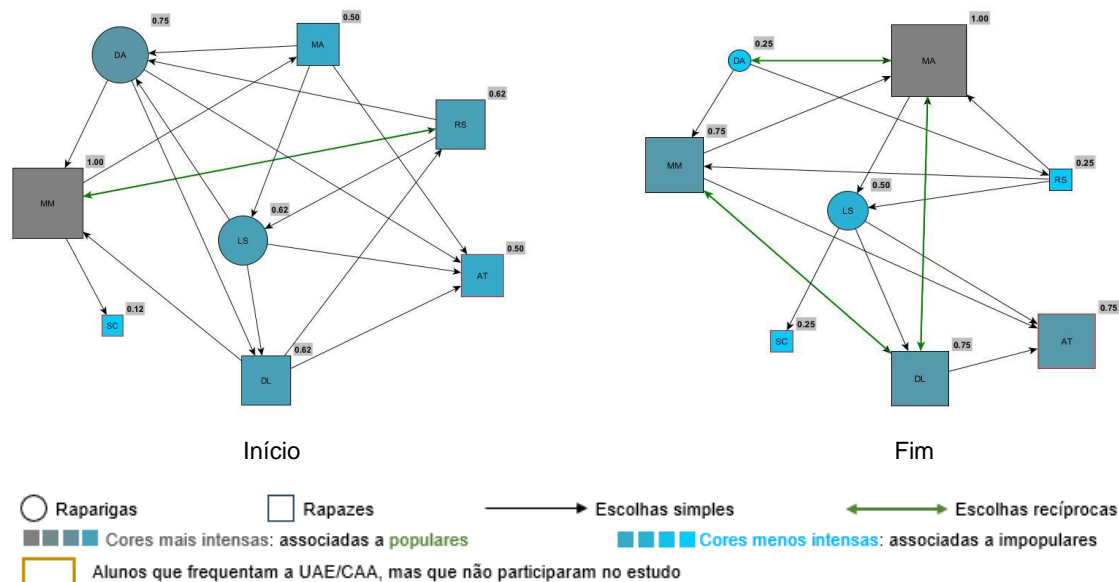 0.75
DA
0.50
MA
0.62
RS
1.00
MM
0.62
LS
0.50
AT
0.12
SC
0.62
DL
Início
0.25
DA
1.00
MA
0.75
MM
0.25
RS
0.50
LS
0.25
SC
0.75
DL
0.75
AT
Fim
Raparigas Rapazes Escolhas simples Escolhas recíprocas
Cores mais intensas: associadas a populares Cores menos intensas: associadas a impopulares
Alunos que frequentam a UAE/CAA, mas que não participaram no estudo